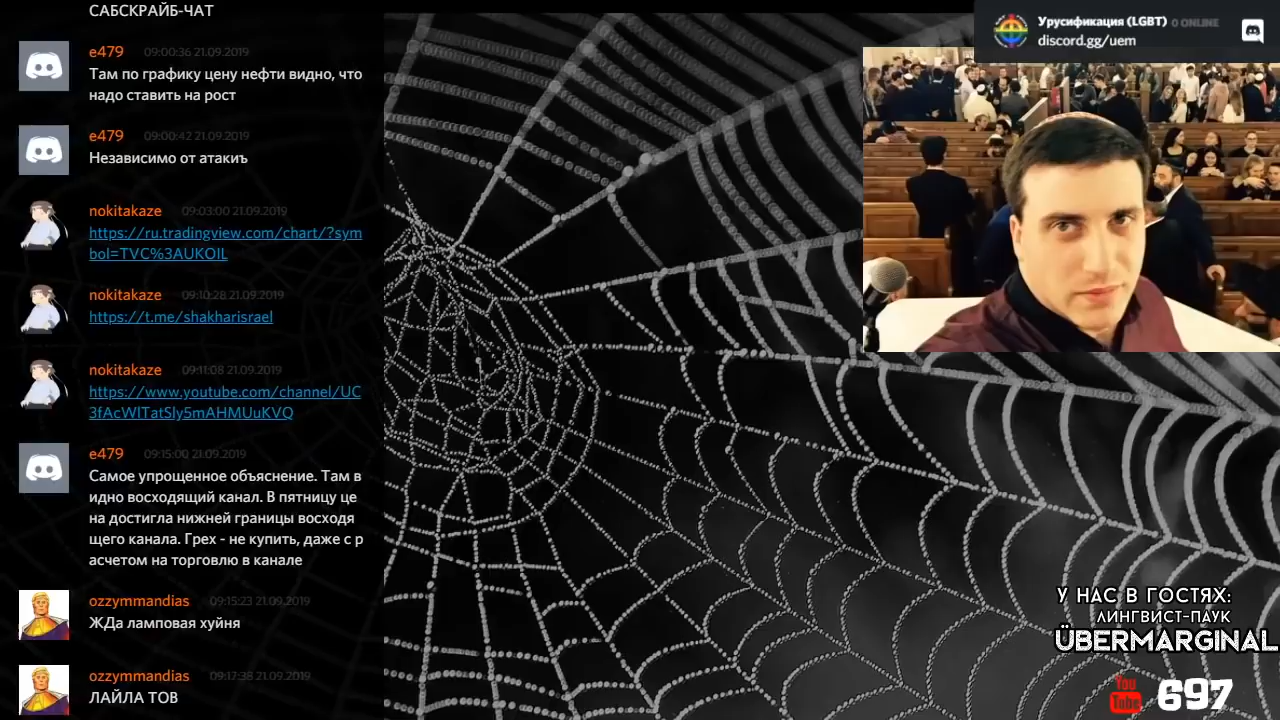 САБСКРАЙБ-ЧАТ
e479 09:00:36 21.09.2019
Там по графику цену нефти видно, что
надо ставить на рост
e479 09:00:42 21.09.2019
Независимо от атакиъ
nokitakaze 09:03:00 21.09.2019
https://ru.tradingview.com/chart/?sym
bol=TVC%3AUKOIL
nokitakaze 09:10:28 21.09.2019
https://t.me/shakharisrael
nokitakaze 09:11:08 21.09.2019
https://www.youtube.com/channel/UC
3fAcWlTatSly5mAHMUuKVQ
e479 09:15:00 21.09.2019
Самое упрощенное объяснение. Там в
идно восходящий канал. В пятницу це
на достигла нижней границы восходя
щего канала. Грех - не купить, даже с р
асчетом на торговлю в канале
ozzymmandias 09:15:23 21.09.2019
ЖДа ламповая хуйня
ozzymmandias 09:17:38 21.09.2019
ЛАЙЛА ТОВ
Урусификация (LGBT) 0 ONLINE
discord.gg/uem
У НАС В ГОСТЯХ:
ЛИНГВИСТ-ПАУК
ÜBERMARGINAL
You
Tube 697